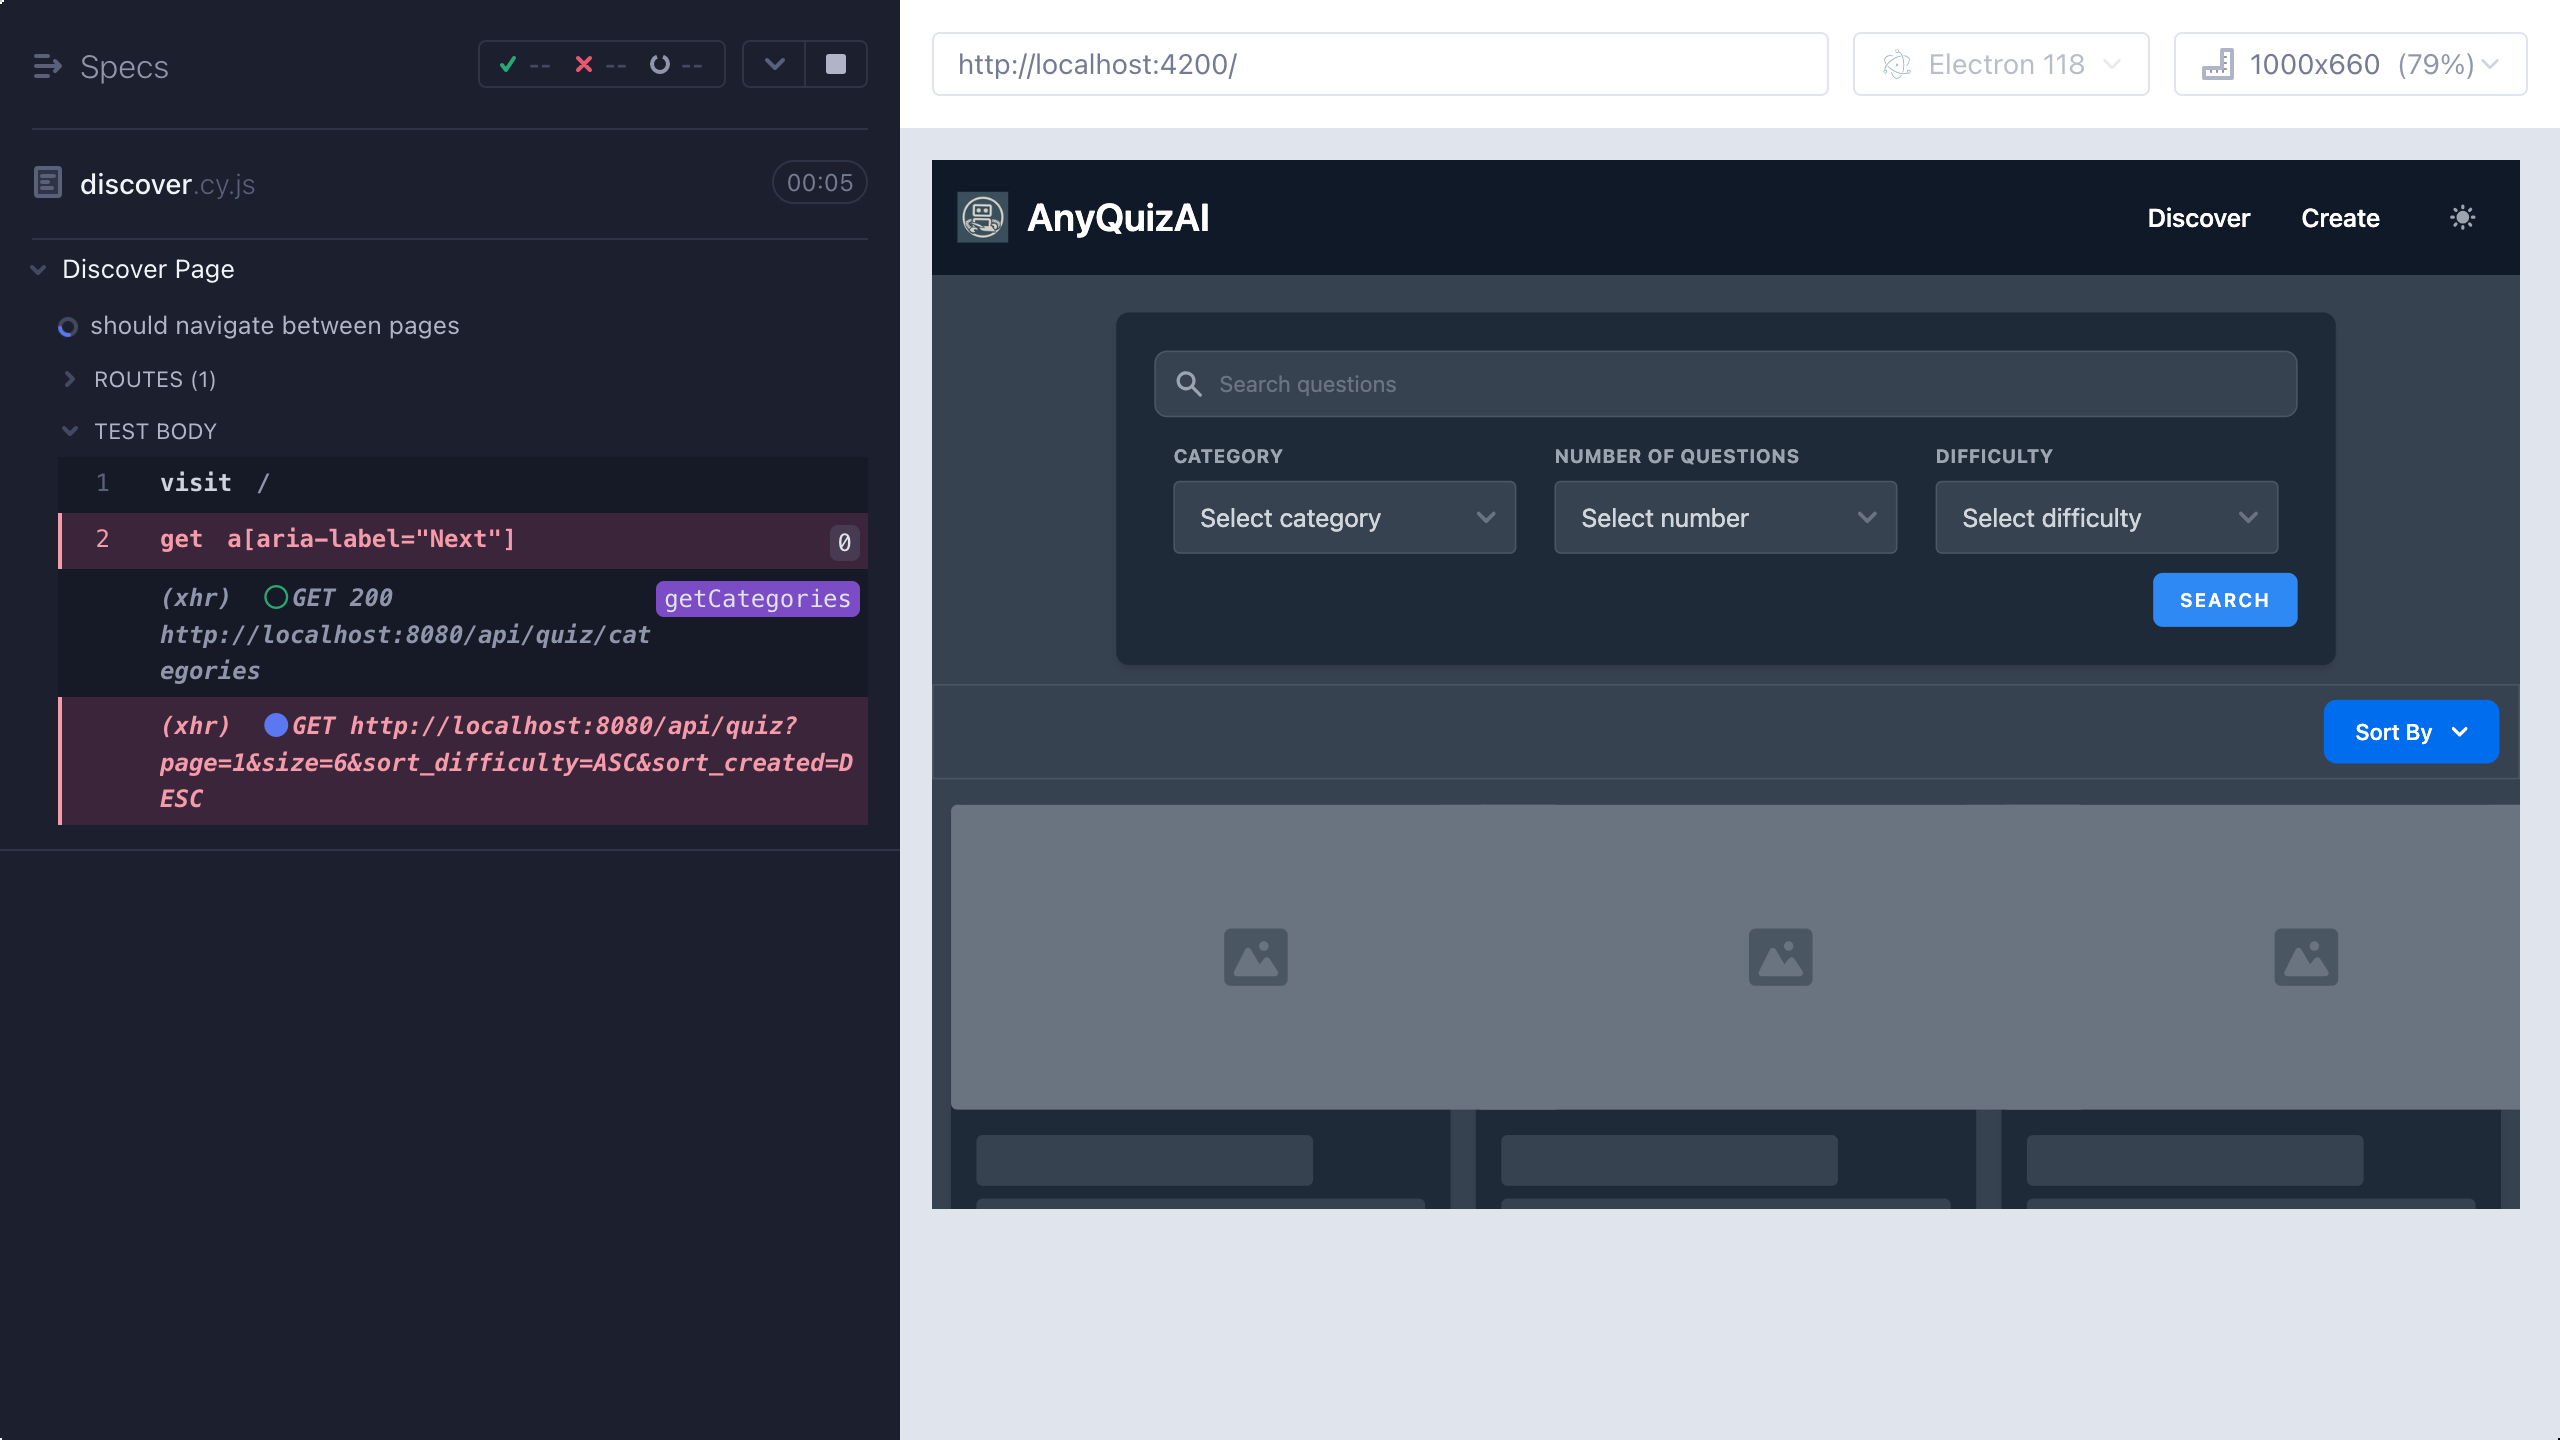 Specs
-- -- --
discover.cy.js
00:05
Discover Page
should navigate between pages
ROUTES (1)
TEST BODY
1 visit /
2 get a[aria-label="Next"] 0
(xhr) GET 200 getCategories
http://localhost:8080/api/quiz/cat
egories
(xhr) GET http://localhost:8080/api/quiz?
page=1&size=6&sort_difficulty=ASC&sort_created=D
ESC
http://localhost:4200/
Electron 118
1000x660 (79%)
AnyQuizAI
Discover
Create
Search questions
CATEGORY
NUMBER OF QUESTIONS
DIFFICULTY
Select category
Select number
Select difficulty
SEARCH
Sort By